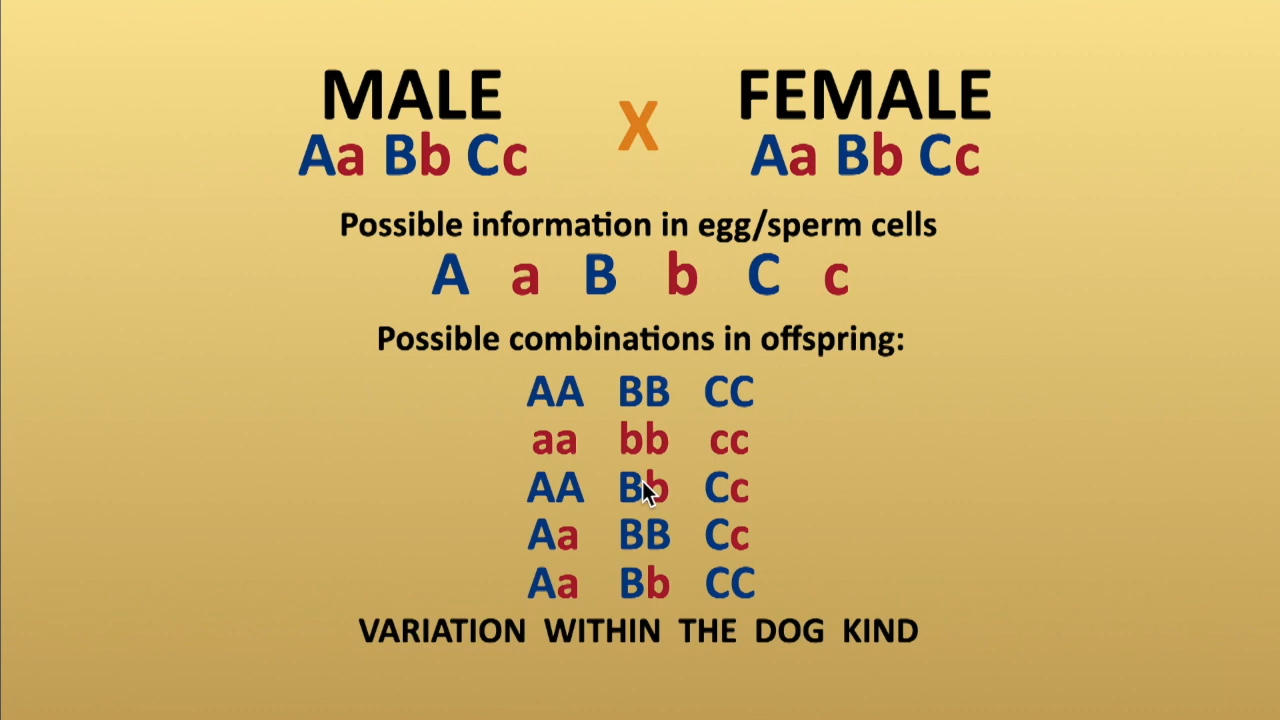 MALE X FEMALE
Aa Bb Cc Aa Bb Cc
Possible information in egg/sperm cells
A a B b C c
Possible combinations in offspring:
AA BB CC
aa bb cc
AA Bb Cc
Aa BB Cc
Aa Bb CC
VARIATION WITHIN THE DOG KIND